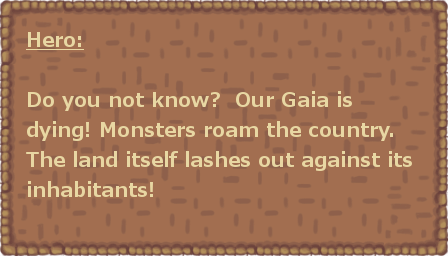 Hero:
Do you not know?  Our Gaia is
dying! Monsters roam the country.
The land itself lashes out against its
inhabitants!